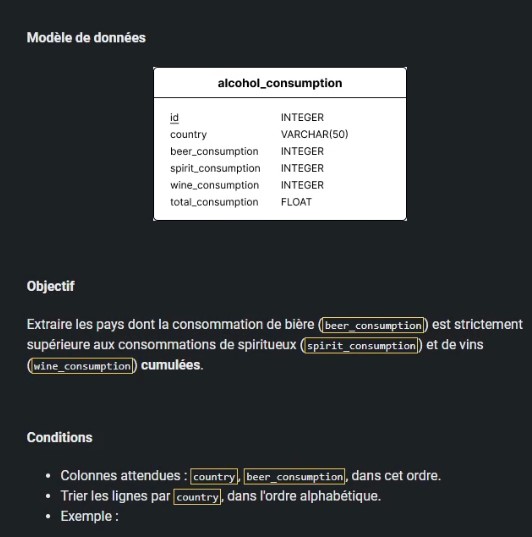 Modèle de données
alcohol_consumption
id INTEGER
country VARCHAR(50)
beer_consumption INTEGER
spirit_consumption INTEGER
wine_consumption INTEGER
total_consumption FLOAT
Objectif
Extraire les pays dont la consommation de bière (beer_consumption) est strictement
supérieure aux consommations de spiritueux (spirit_consumption) et de vins
(wine_consumption) cumulées.
Conditions
• Colonnes attendues : country, beer_consumption, dans cet ordre.
• Trier les lignes par country, dans l'ordre alphabétique.
• Exemple :